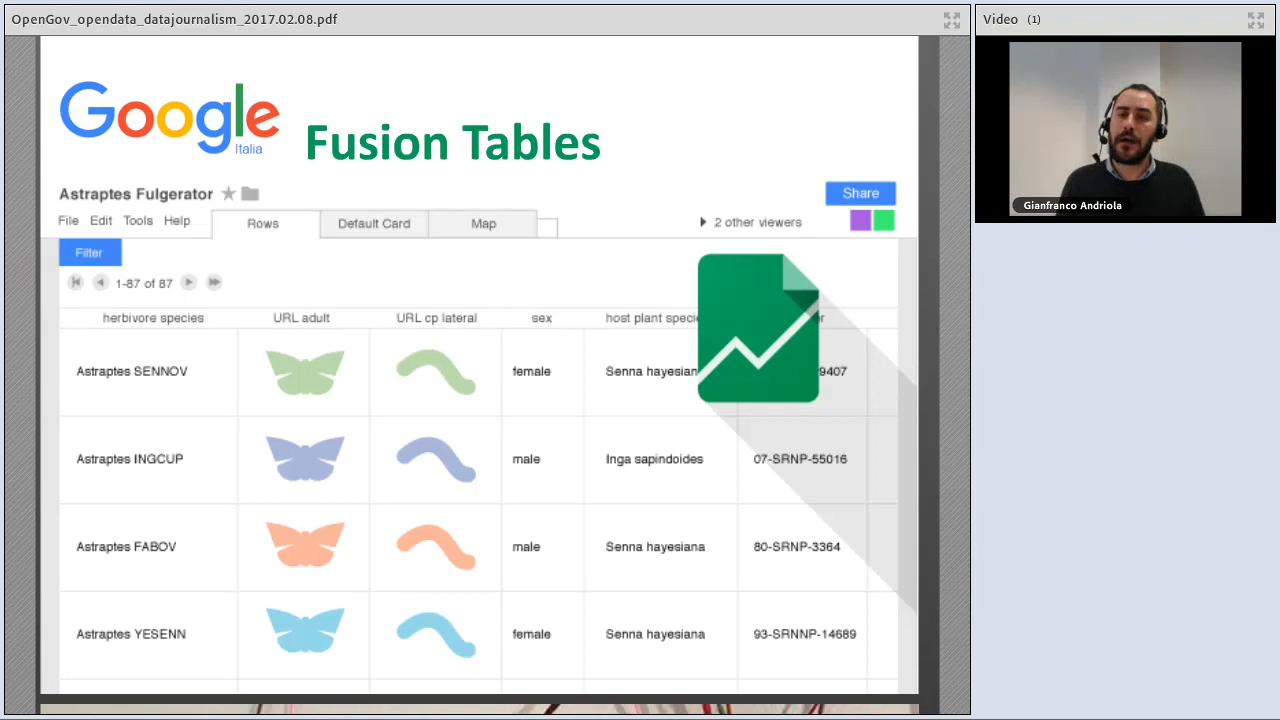 OpenGov_opendata_datajournalism_2017.02.08.pdf
Video (1)
Google
Italia
Fusion Tables
Gianfranco Andriola
Astraptes Fulgerator
Share
File Edit Tools Help Rows Default Card Map 2 other viewers
Filter
1-87 of 87
herbivore species URL adult URL cp lateral sex host plant
Astraptes SENNOV female Senna
Astraptes INGCUP male Inga sapindoides 07-SRNP-55016
Astraptes FABOV male Senna hayesiana 80-SRNP-3364
Astraptes YESENN female Senna hayesiana 93-SRNNP-14689